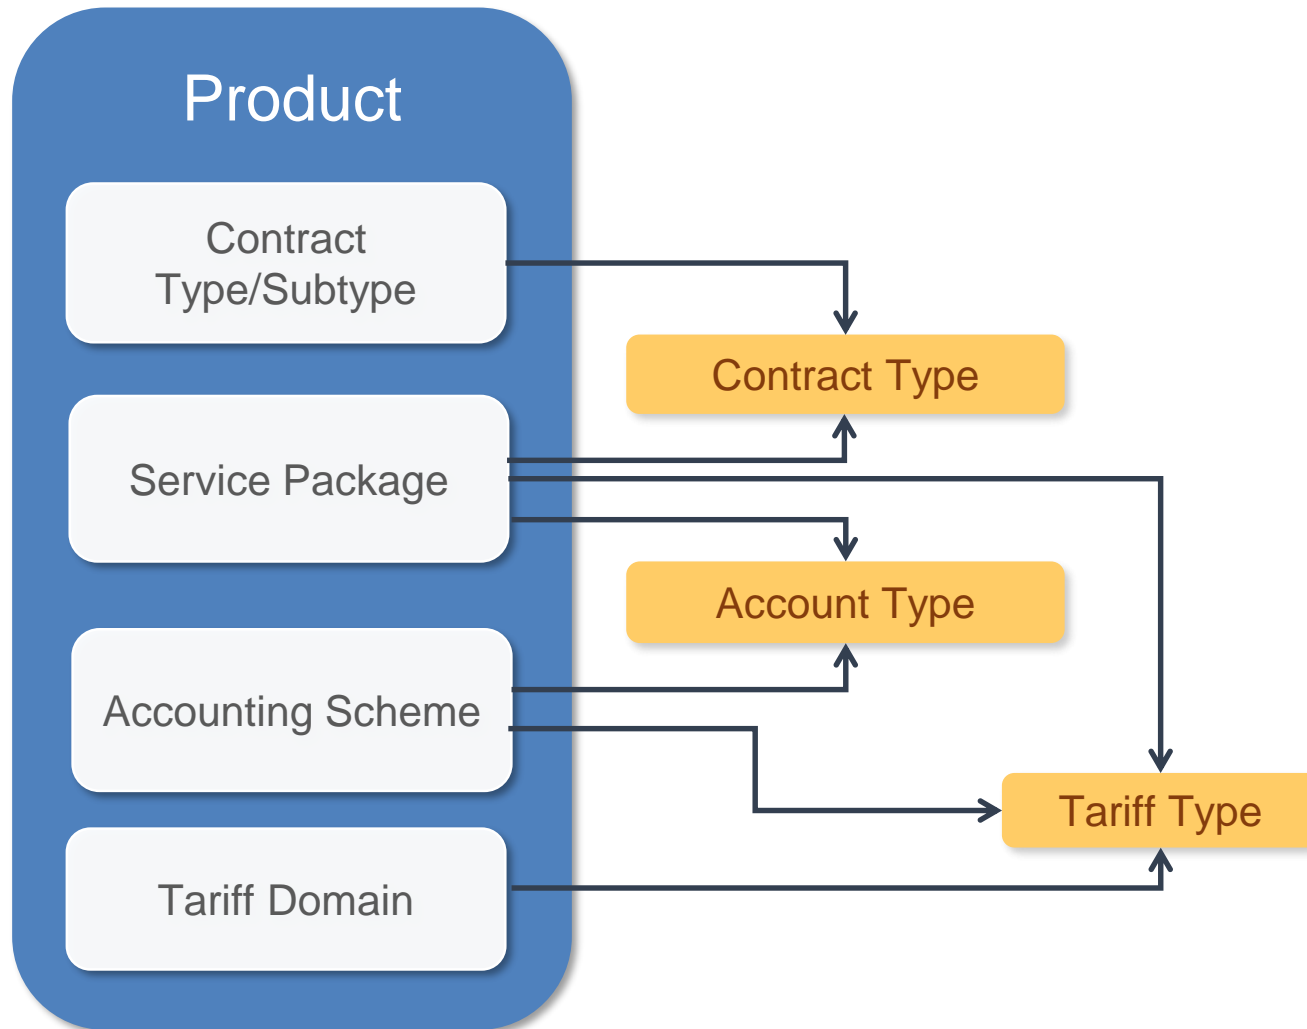 Product
Contract
Type/Subtype
Contract Type
Service Package
Account Type
Accounting Scheme
Tariff Type
Tariff Domain